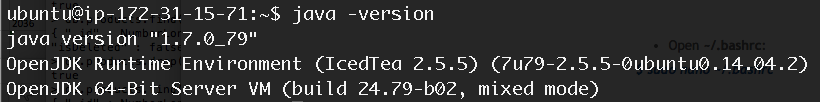 ubuntu@ip-172-31-15-71:~$ java -version
java version "1.7.0_79"
• Open ~/.bashrc:
OpenJDK Runtime Environment (IcedTea 2.5.5) (7u79-2.5.5-0ubuntu0.14.04.2)
OpenJDK 64-Bit Server VM (build 24.79-b02, mixed mode)